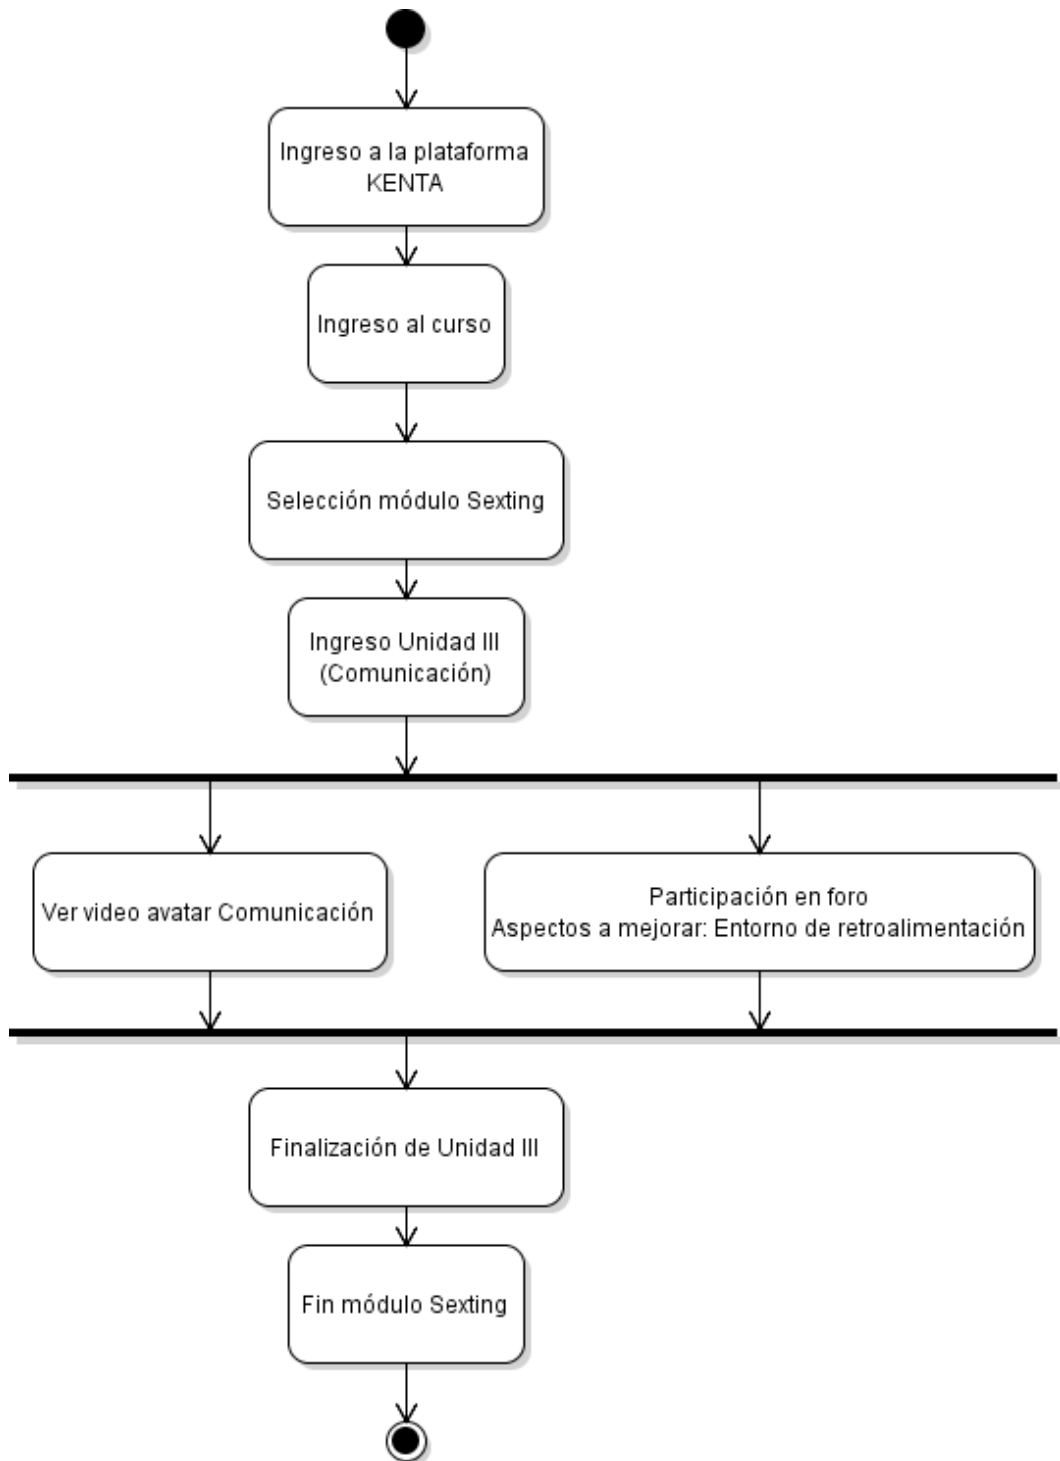 Ingreso a la plataforma
KENTA
Ingreso al curso
Selección módulo Sexting
Ingreso Unidad III
(Comunicación)
Ver video avatar Comunicación
Participación en foro
Aspectos a mejorar: Entorno de retroalimentación
Finalización de Unidad III
Fin módulo Sexting